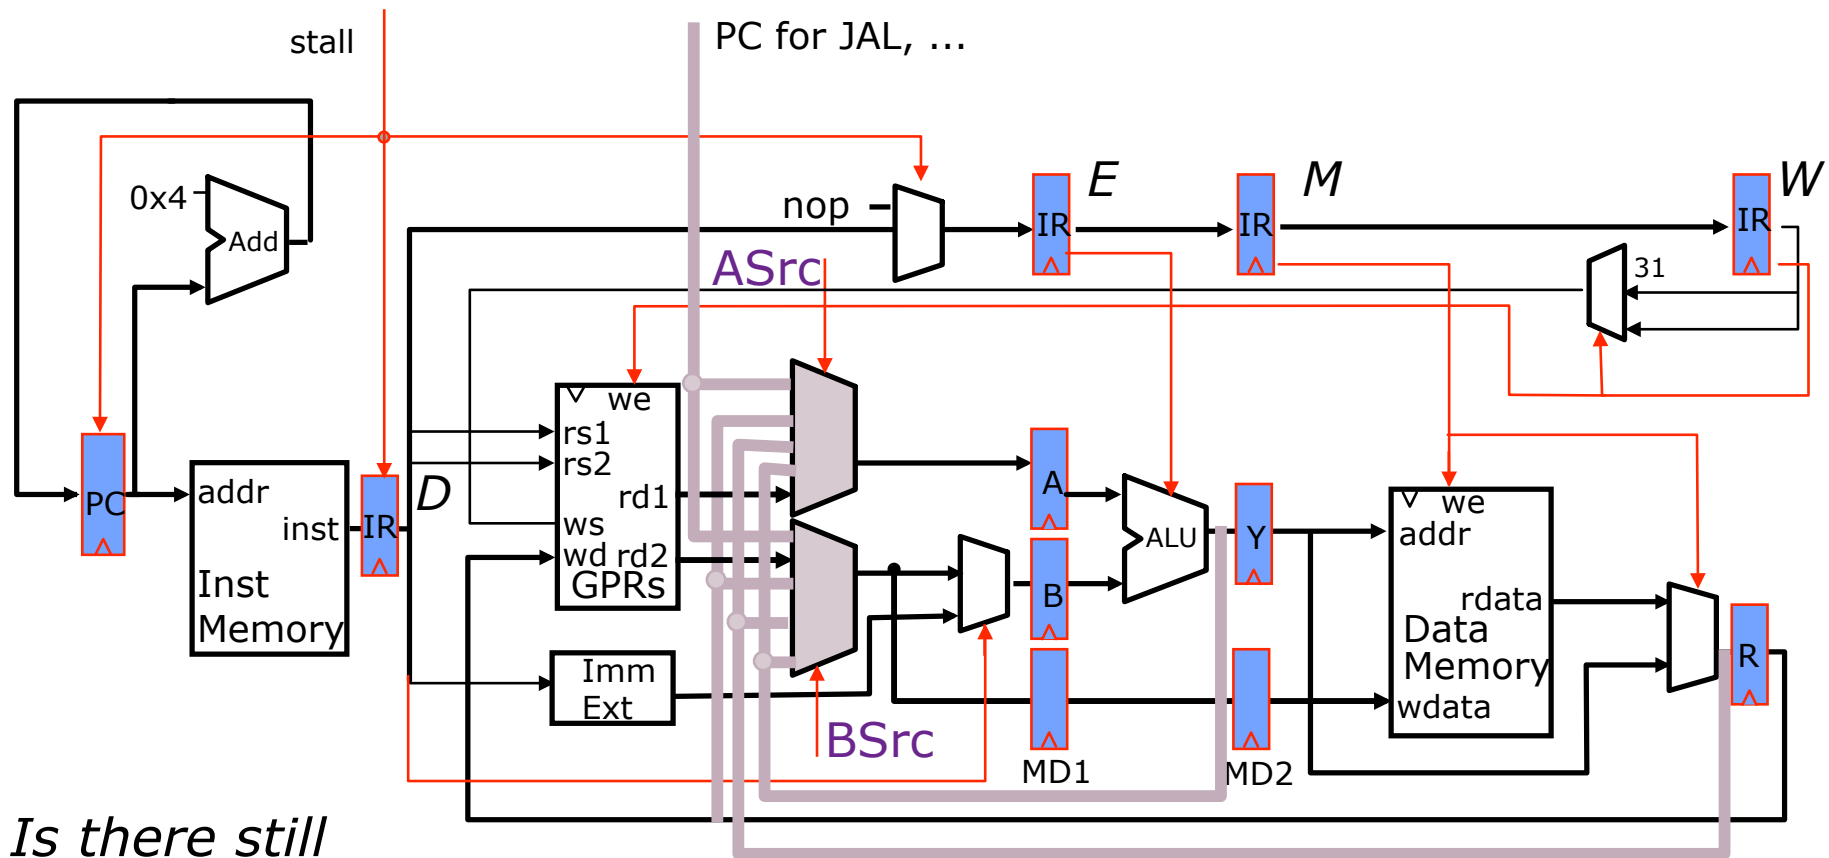 PC for JAL, ...
stall
E
M
W
0x4
nop
IR
IR
IR
Add
ASrc
31
we
rs1
rs2
rd1
ws
wd rd2
GPRs
PC
addr
inst
Inst
Memory
IR
D
A
B
ALU
Y
we
addr
rdata
Data
Memory
wdata
R
Imm
Ext
BSrc
MD1
MD2
Is there still